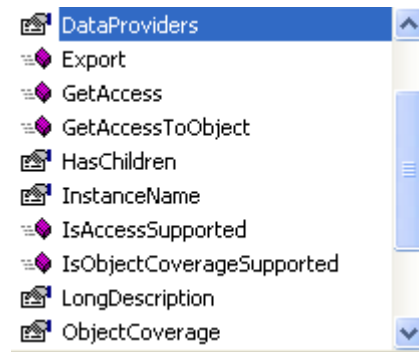 DataProviders
Export
GetAccess
GetAccessToObject
HasChildren
InstanceName
IsAccessSupported
IsObjectCoverageSupported
LongDescription
ObjectCoverage